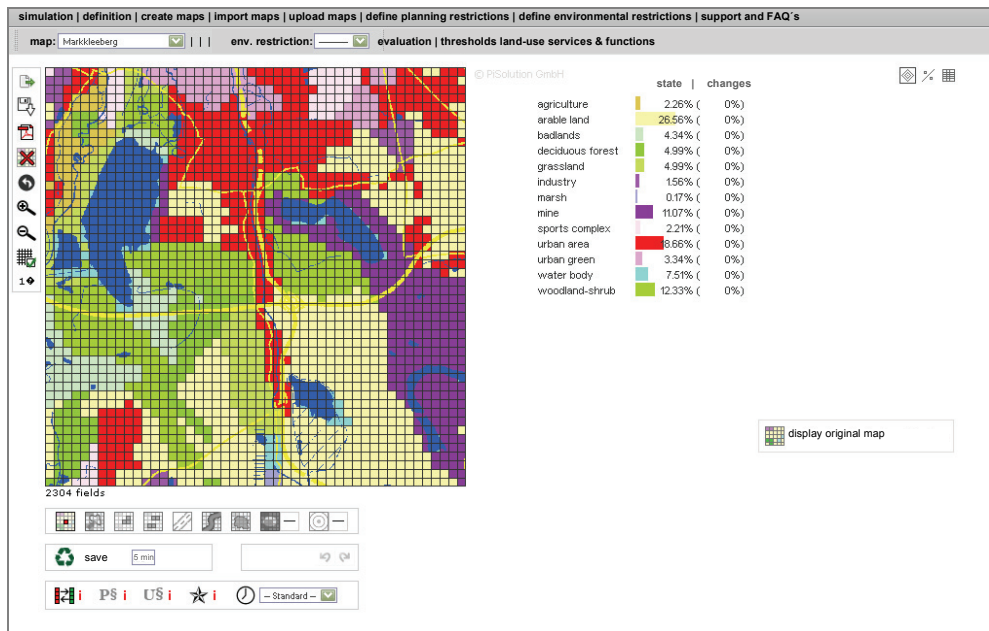 simulation | definition | create maps | import maps | upload maps | define planning restrictions | define environmental restrictions | support and FAQ´s
map: Markkleeberg | | | env. restriction: evaluation | thresholds land-use services & functions
© PiSolution GmbH
state | changes
agriculture 2.26% ( 0%)
arable land 26.56% ( 0%)
badlands 4.34% ( 0%)
deciduous forest 4.99% ( 0%)
grassland 4.99% ( 0%)
industry 1.56% ( 0%)
marsh 0.17% ( 0%)
mine 11.07% ( 0%)
sports complex 2.21% ( 0%)
urban area 8.66% ( 0%)
urban green 3.34% ( 0%)
water body 7.51% ( 0%)
woodland-shrub 12.33% ( 0%)
display original map
2304 fields
save 5 min
i P§ i U§ i i – Standard –